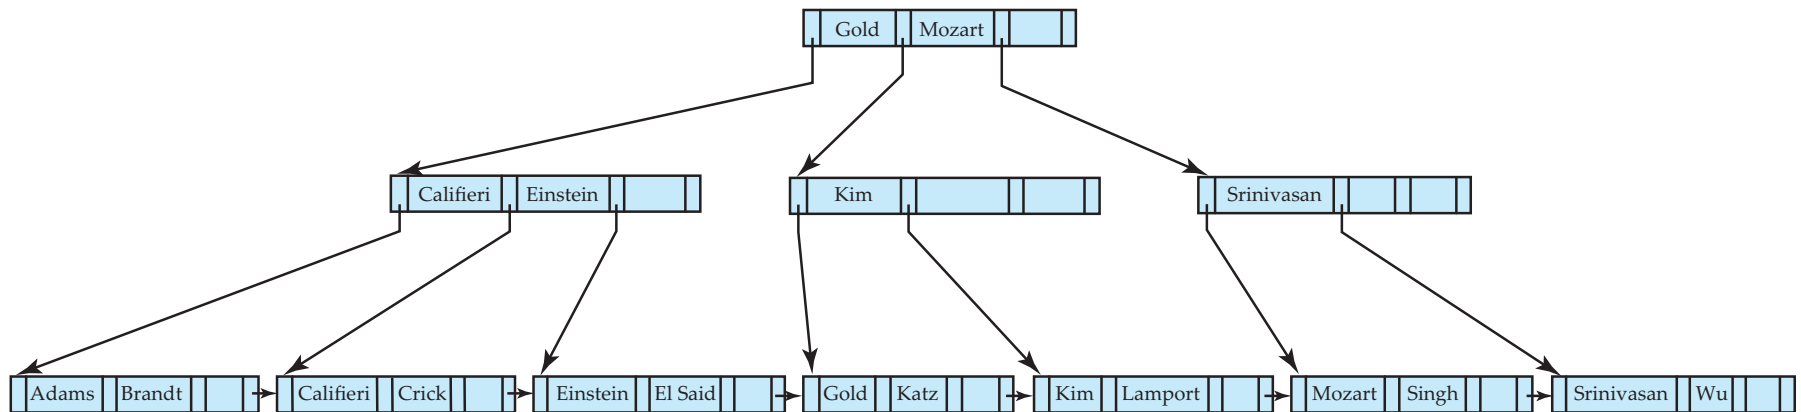 Gold Mozart
Califieri Einstein Kim Srinivasan
Adams Brandt Califieri Crick Einstein El Said Gold Katz Kim Lamport Mozart Singh Srinivasan Wu